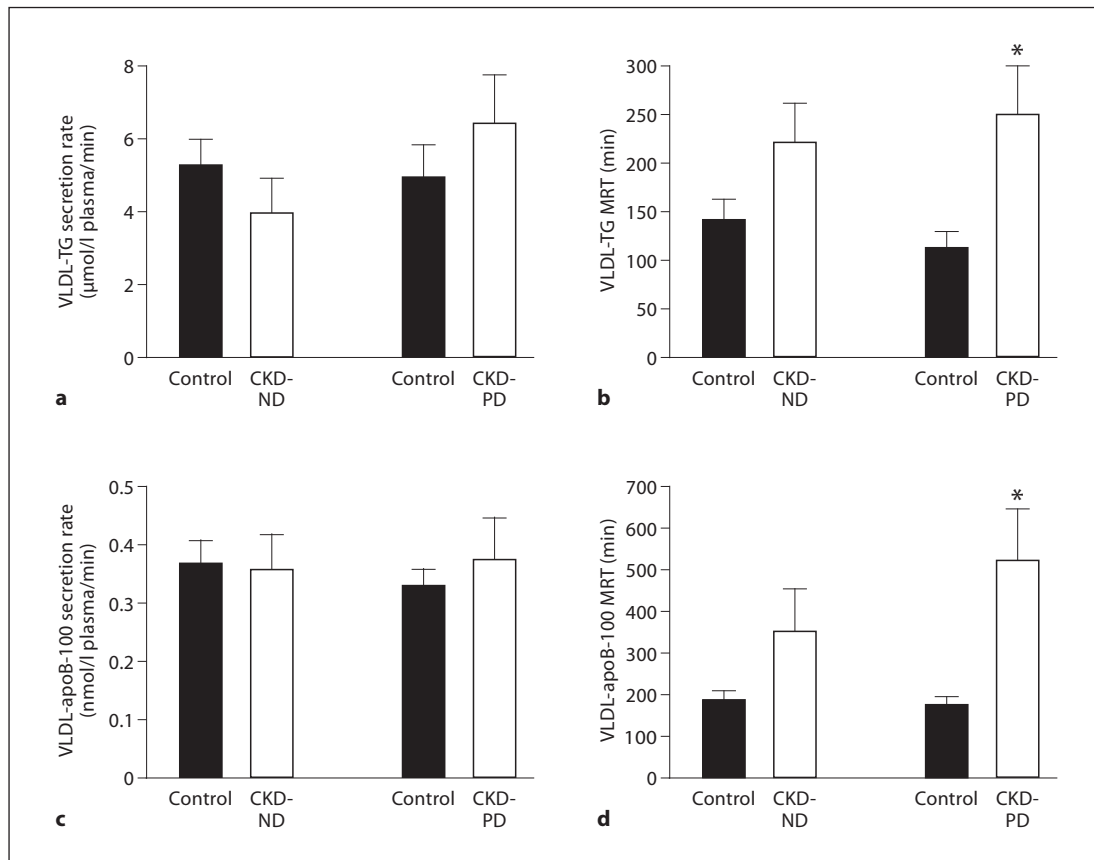 VLDL-TG secretion rate
(μmol/l plasma/min)
8
6
4
2
0
Control
CKD-
ND
Control
CKD-
PD
a
VLDL-TG MRT (min)
300
250
200
150
100
50
0
*
Control
CKD-
ND
Control
CKD-
PD
b
VLDL-apoB-100 secretion rate
(nmol/l plasma/min)
0.5
0.4
0.3
0.2
0.1
0
Control
CKD-
ND
Control
CKD-
PD
c
VLDL-apoB-100 MRT (min)
700
600
500
400
300
200
100
0
*
Control
CKD-
ND
Control
CKD-
PD
d